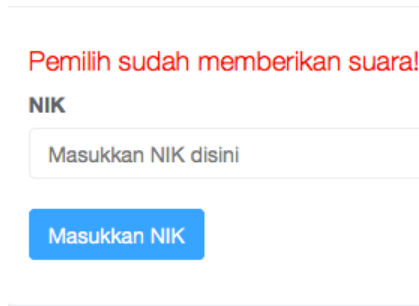 Pemilih sudah memberikan suara!
NIK
Masukkan NIK disini
Masukkan NIK